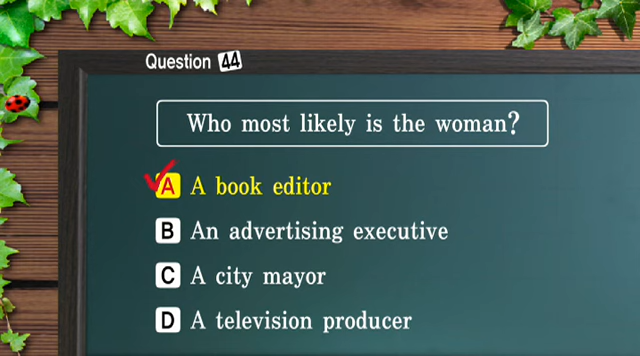 Question 44
Who most likely is the woman?
A A book editor
B An advertising executive
C A city mayor
D A television producer